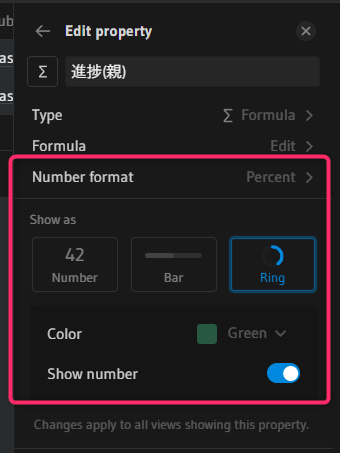 ub
Edit property
as
Σ 進捗(親)
as
Type Σ Formula
Formula Edit
Number format Percent
Show as
42
Number Bar Ring
Color Green
Show number
Changes apply to all views showing this property.